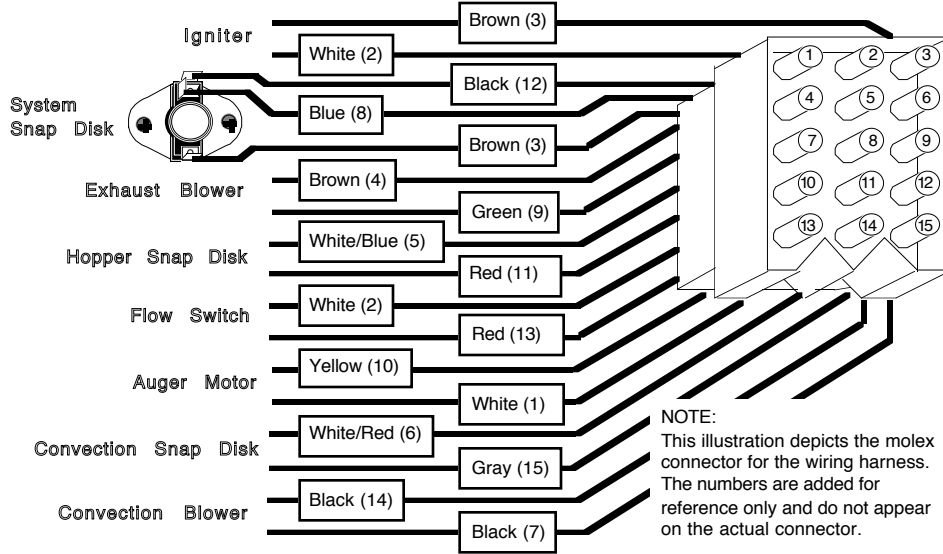 Brown (3)
Igniter
White (2)
1 2 3
Black (12)
System
Snap Disk
Blue (8)
4 5 6
Brown (3)
7 8 9
Exhaust Blower
Brown (4)
10 11 12
Green (9)
13 14 15
White/Blue (5)
Hopper Snap Disk
Red (11)
White (2)
Flow Switch
Red (13)
Yellow (10)
Auger Motor
White (1)
White/Red (6)
Convection Snap Disk
Gray (15)
Black (14)
Convection Blower
Black (7)
NOTE:
This illustration depicts the molex
connector for the wiring harness.
The numbers are added for
reference only and do not appear
on the actual connector.